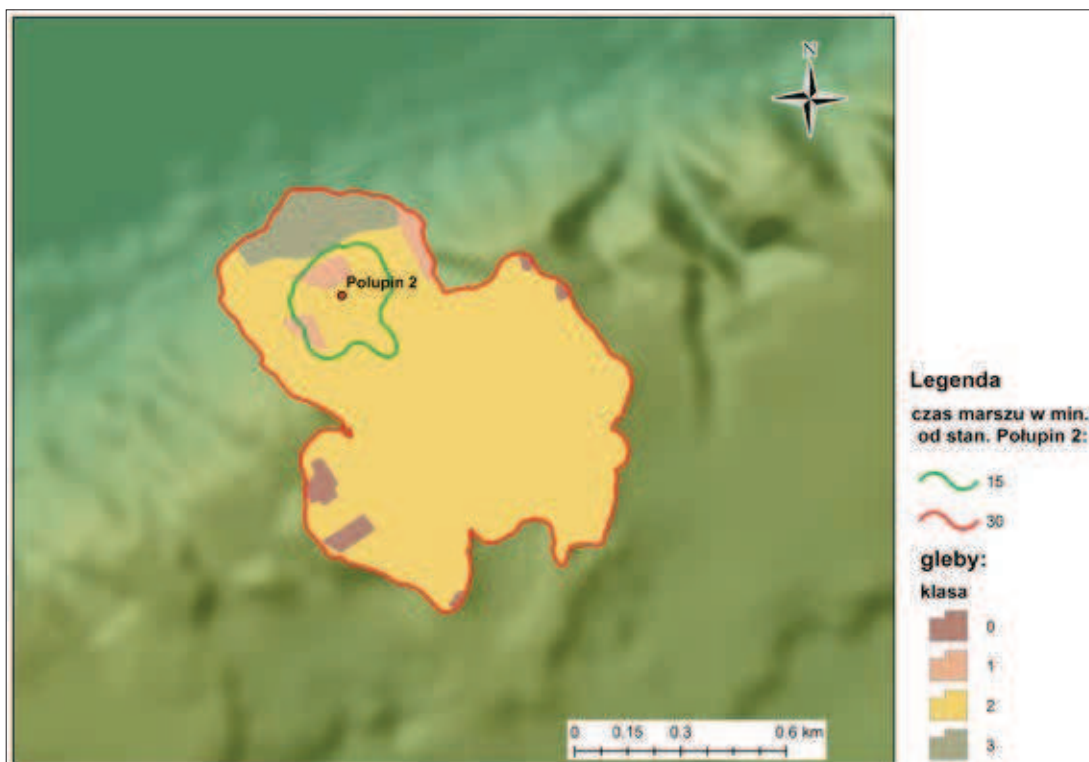 N
Połupin 2
Legenda
czas marszu w min.
od stan. Połupin 2:
15
30
gleby:
klasa
0
1
2
3
0 0,15 0,3 0,6 km